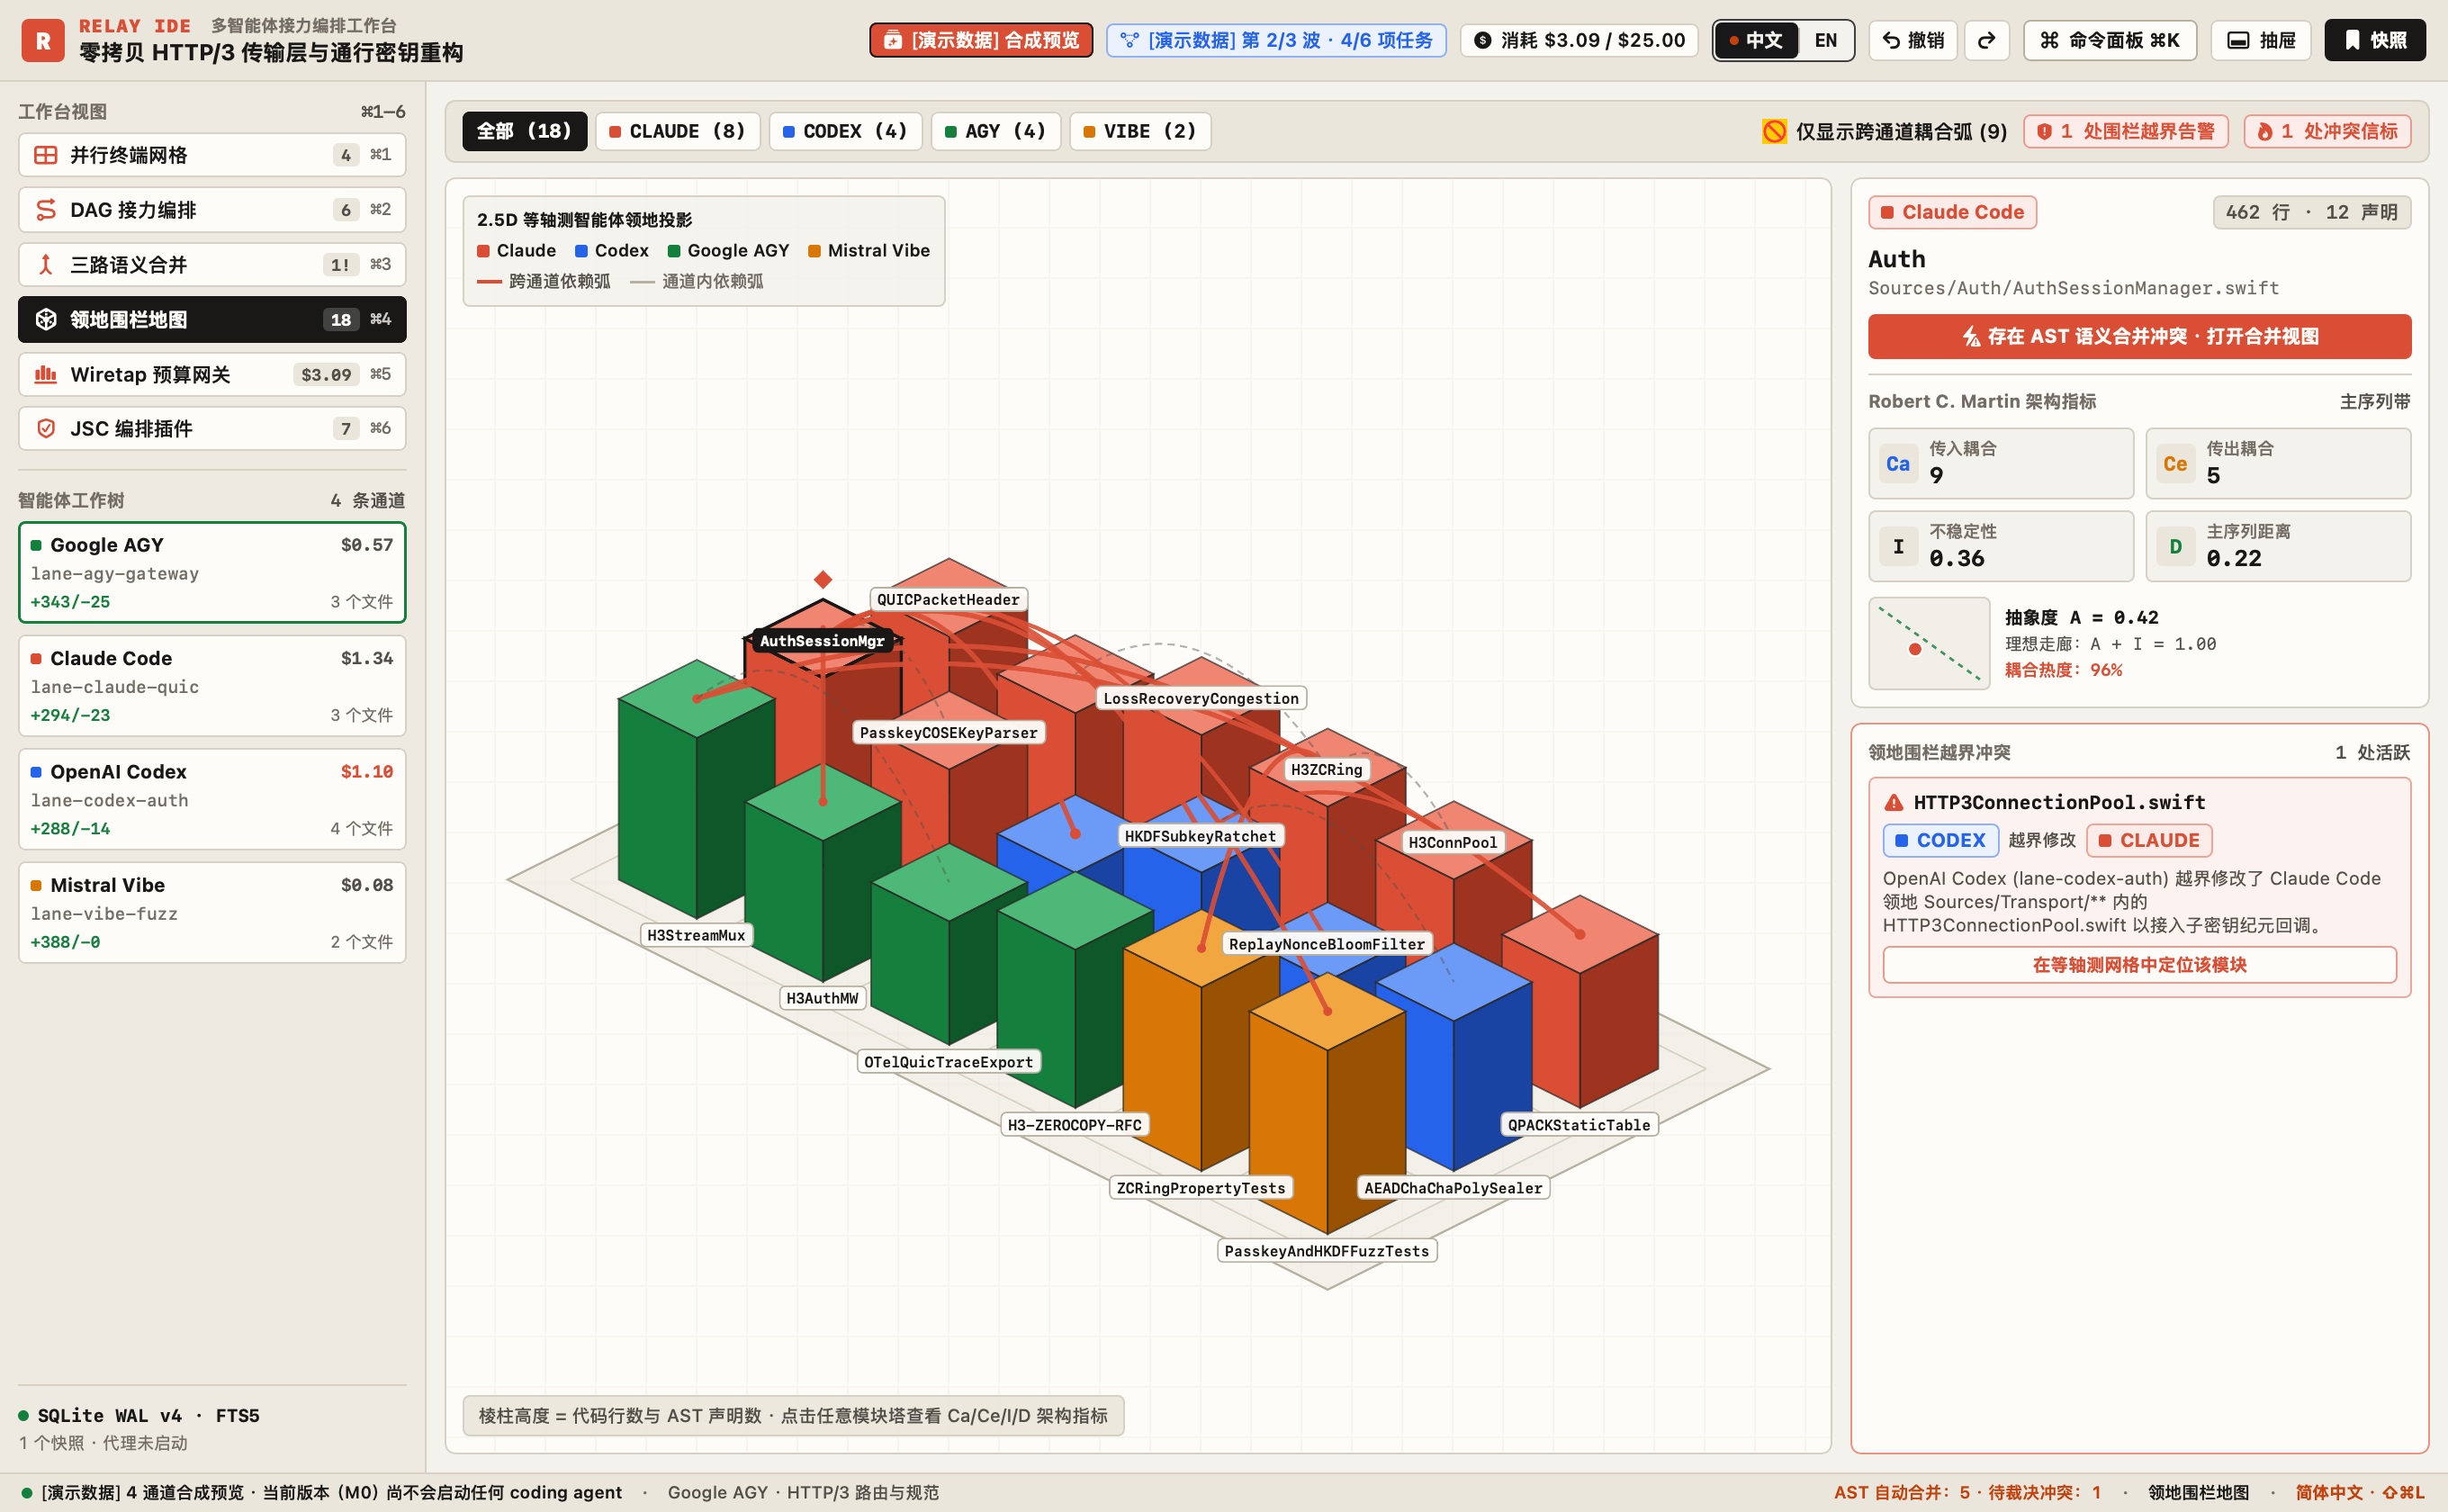 R
RELAY IDE 多智能体接力编排工作台
零拷贝 HTTP/3 传输层与通行密钥重构
[演示数据] 合成预览
[演示数据] 第 2/3 波 · 4/6 项任务
消耗 $3.09 / $25.00
中文 EN
撤销
⌘ 命令面板 ⌘K
抽屉
快照
工作台视图 ⌘1—6
并行终端网格 4 ⌘1
DAG 接力编排 6 ⌘2
三路语义合并 1! ⌘3
领地围栏地图 18 ⌘4
Wiretap 预算网关 $3.09 ⌘5
JSC 编排插件 7 ⌘6
智能体工作树 4 条通道
Google AGY $0.57
lane-agy-gateway
+343/−25 3 个文件
Claude Code $1.34
lane-claude-quic
+294/−23 3 个文件
OpenAI Codex $1.10
lane-codex-auth
+288/−14 4 个文件
Mistral Vibe $0.08
lane-vibe-fuzz
+388/−0 2 个文件
SQLite WAL v4 · FTS5
1 个快照 · 代理未启动
全部 (18)
CLAUDE (8)
CODEX (4)
AGY (4)
VIBE (2)
仅显示跨通道耦合弧 (9)
1 处围栏越界告警
1 处冲突信标
2.5D 等轴测智能体领地投影
Claude Codex Google AGY Mistral Vibe
跨通道依赖弧 通道内依赖弧
QUICPacketHeader
AuthSessionMgr
LossRecoveryCongestion
PasskeyCOSEKeyParser
H3ZCRing
HKDFSubkeyRatchet
H3ConnPool
H3StreamMux
ReplayNonceBloomFilter
H3AuthMW
OTelQuicTraceExport
H3-ZEROCOPY-RFC
QPACKStaticTable
ZCRingPropertyTests
AEADChaChaPolySealer
PasskeyAndHKDFFuzzTests
棱柱高度 = 代码行数与 AST 声明数 · 点击任意模块塔查看 Ca/Ce/I/D 架构指标
Claude Code 462 行 · 12 声明
Auth
Sources/Auth/AuthSessionManager.swift
存在 AST 语义合并冲突 · 打开合并视图
Robert C. Martin 架构指标 主序列带
Ca 传入耦合 9
Ce 传出耦合 5
I 不稳定性 0.36
D 主序列距离 0.22
抽象度 A = 0.42
理想走廊: A + I = 1.00
耦合热度: 96%
领地围栏越界冲突 1 处活跃
HTTP3ConnectionPool.swift
CODEX 越界修改 CLAUDE
OpenAI Codex (lane-codex-auth) 越界修改了 Claude Code
领地 Sources/Transport/** 内的
HTTP3ConnectionPool.swift 以接入子密钥纪元回调。
在等轴测网格中定位该模块
[演示数据] 4 通道合成预览 · 当前版本 (M0) 尚不会启动任何 coding agent · Google AGY · HTTP/3 路由与规范
AST 自动合并: 5 · 待裁决冲突: 1 · 领地围栏地图 · 简体中文 · ⇧⌘L